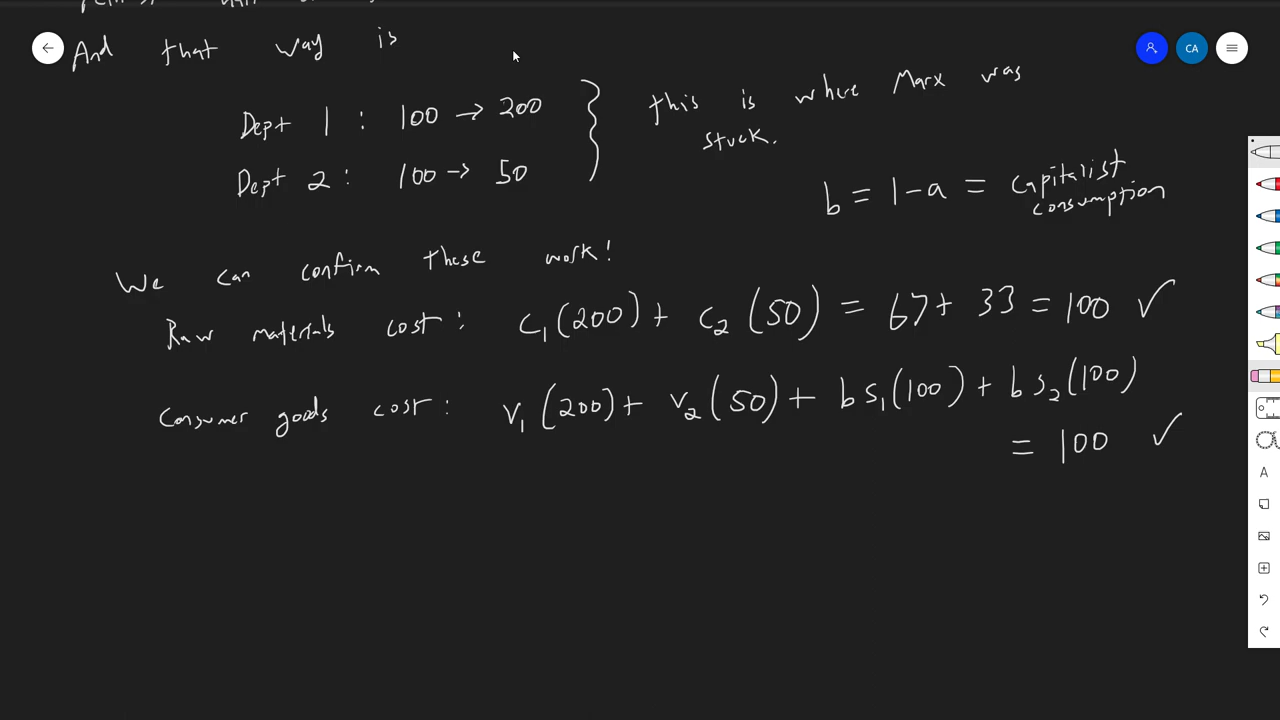 And that way is
Dept 1 : 100 → 200
Dept 2 : 100 → 50
this is where Marx was
stuck.
b = 1-a = capitalist
consumption
We can confirm these work!
Raw materials cost : c₁(200) + c₂(50) = 67 + 33 = 100 ✓
Consumer goods cost : v₁(200) + v₂(50) + b s₁(100) + b s₂(100)
= 100 ✓
CA
A